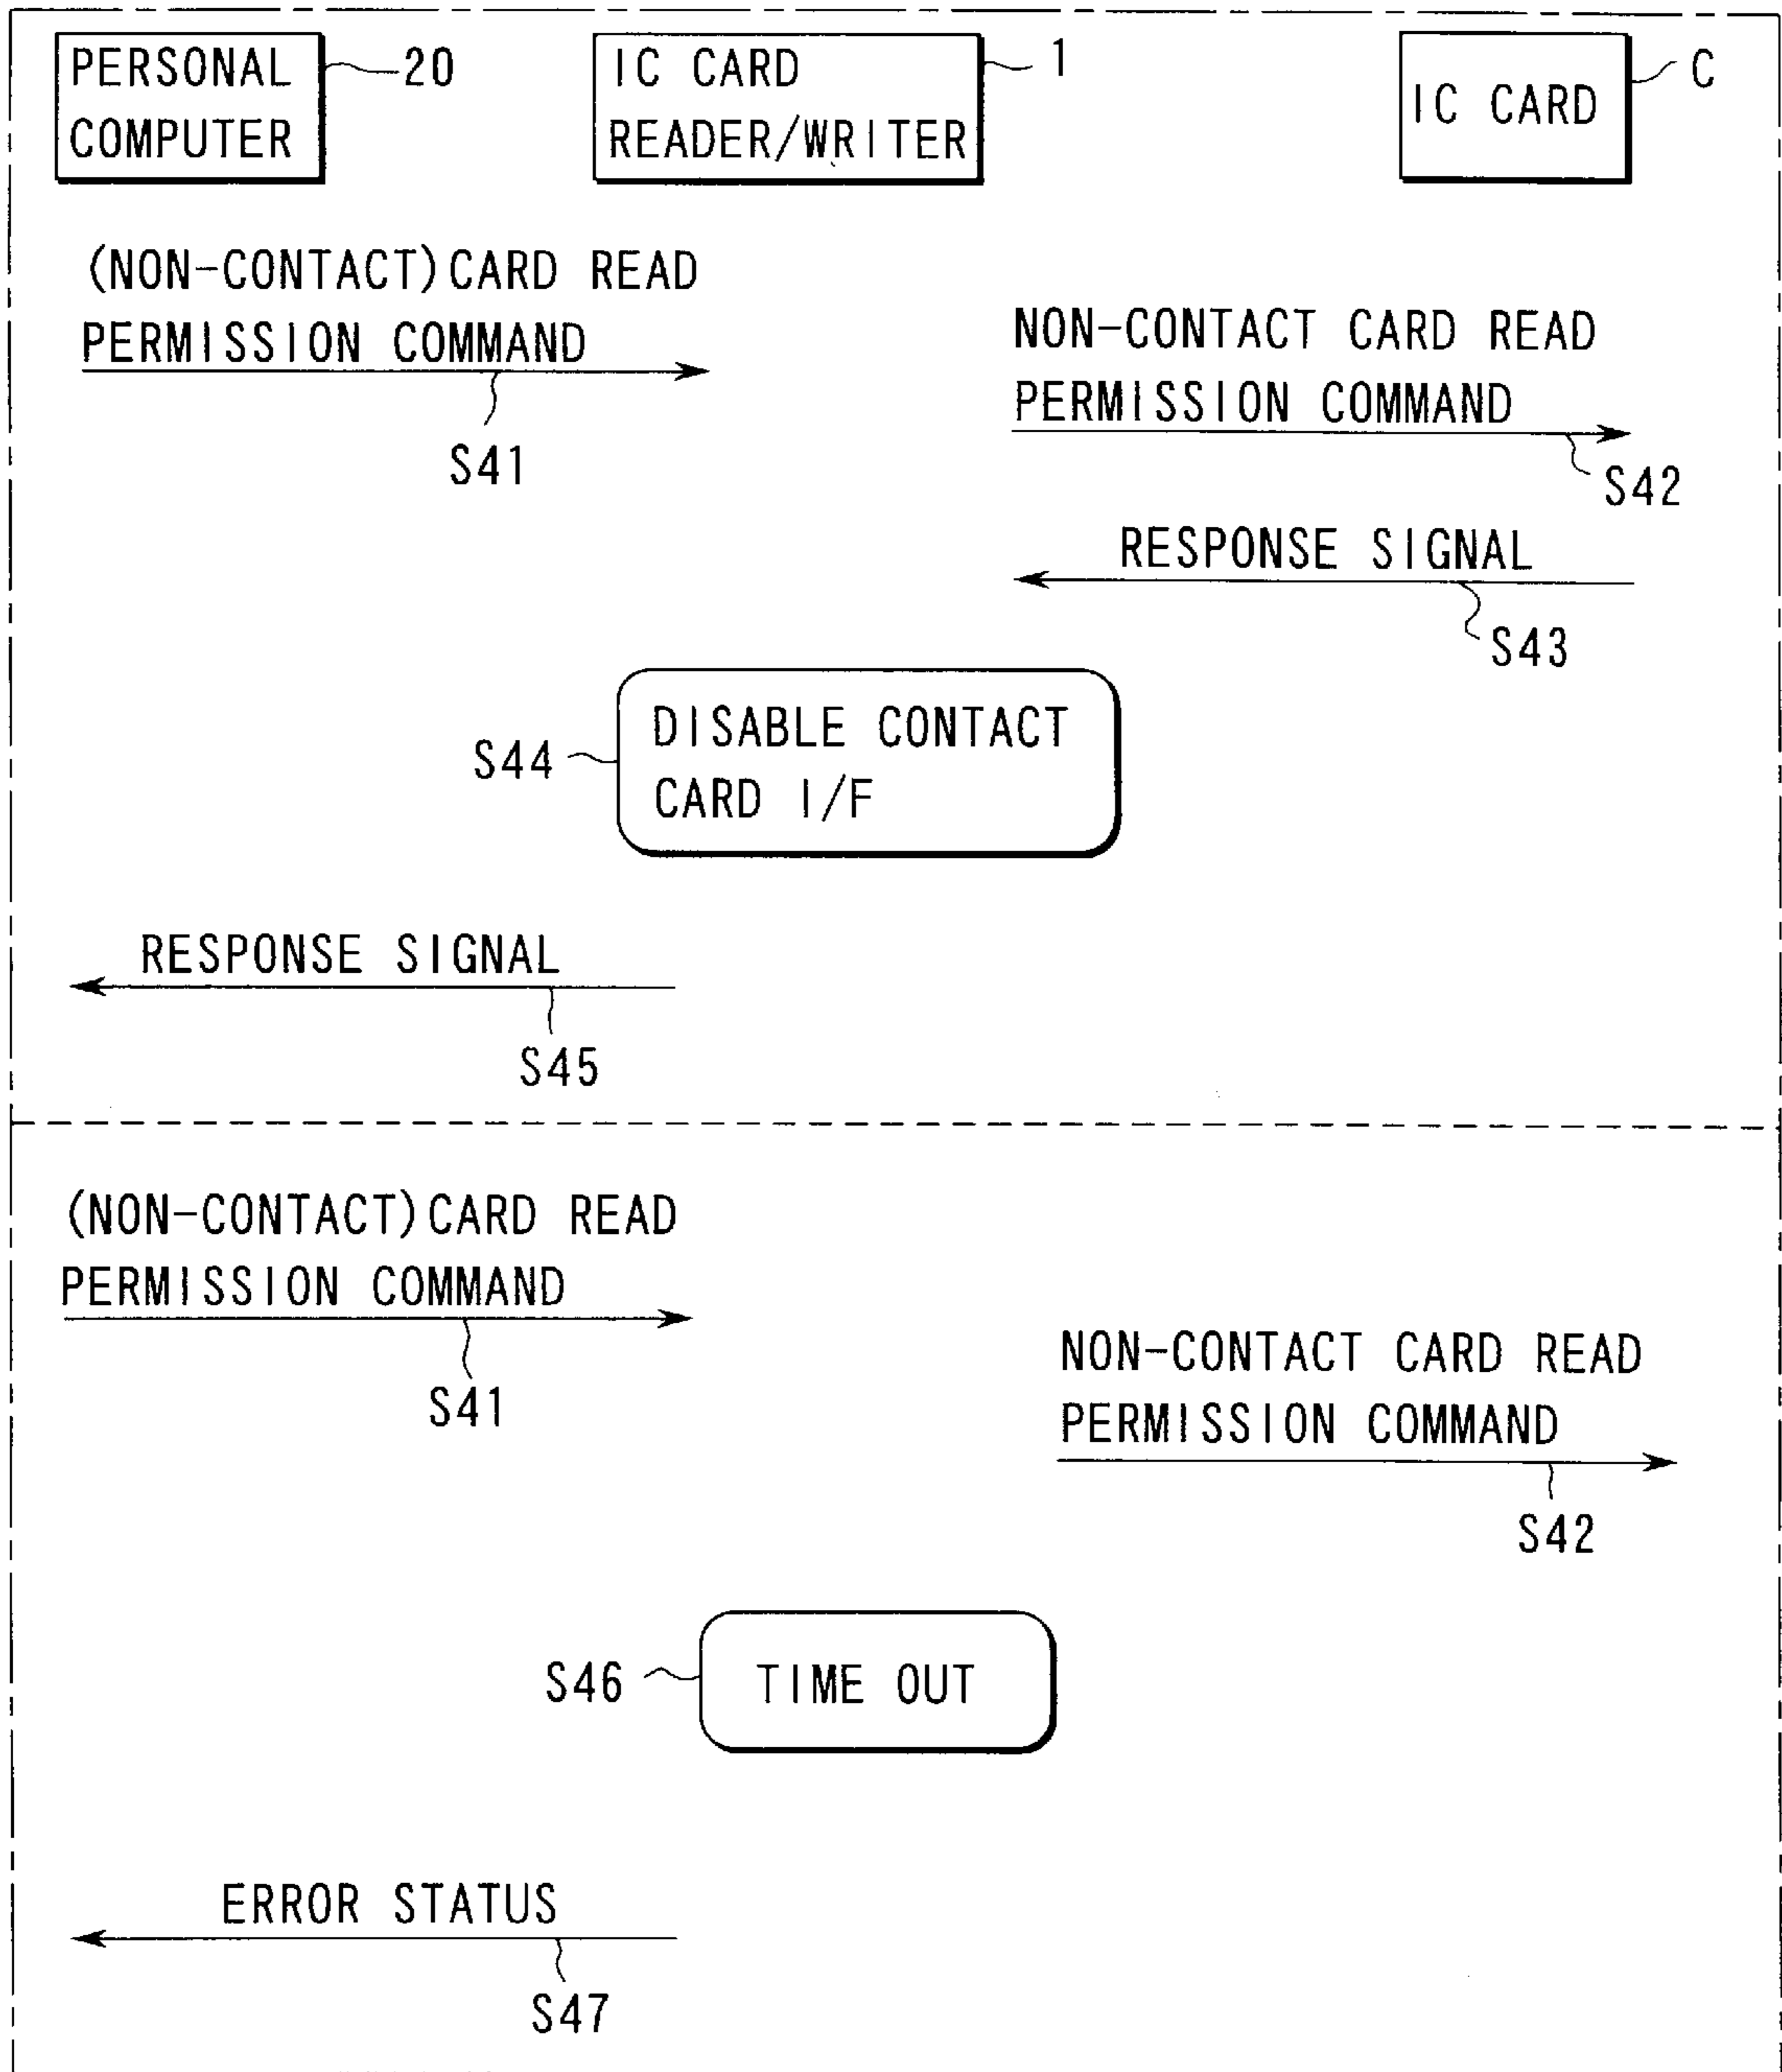 PERSONAL
COMPUTER
20
IC CARD
READER/WRITER
1
IC CARD
C
(NON-CONTACT)CARD READ
PERMISSION COMMAND
S41
NON-CONTACT CARD READ
PERMISSION COMMAND
S42
RESPONSE SIGNAL
S43
S44
DISABLE CONTACT
CARD I/F
RESPONSE SIGNAL
S45
(NON-CONTACT)CARD READ
PERMISSION COMMAND
S41
NON-CONTACT CARD READ
PERMISSION COMMAND
S42
S46
TIME OUT
ERROR STATUS
S47